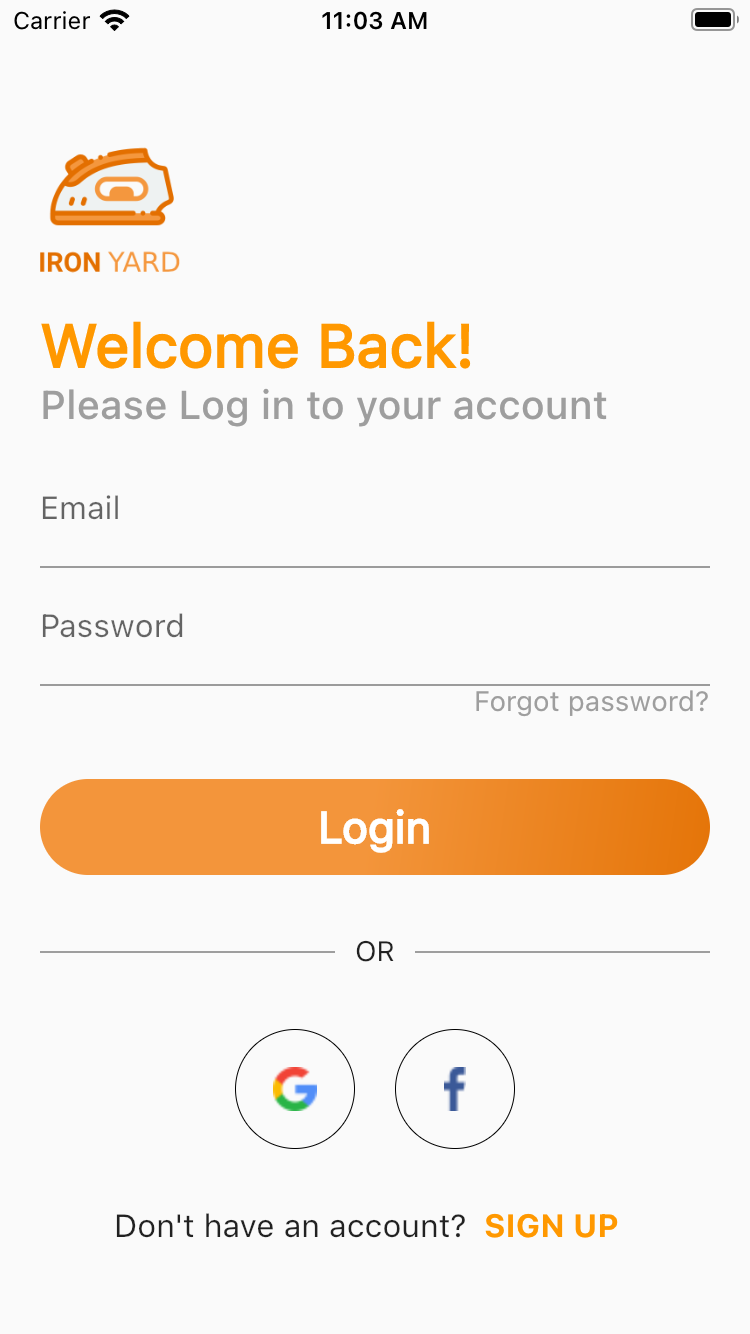 Carrier 11:03 AM
IRON YARD
Welcome Back!
Please Log in to your account
Email
Password
Forgot password?
Login
OR
G f
Don't have an account? SIGN UP